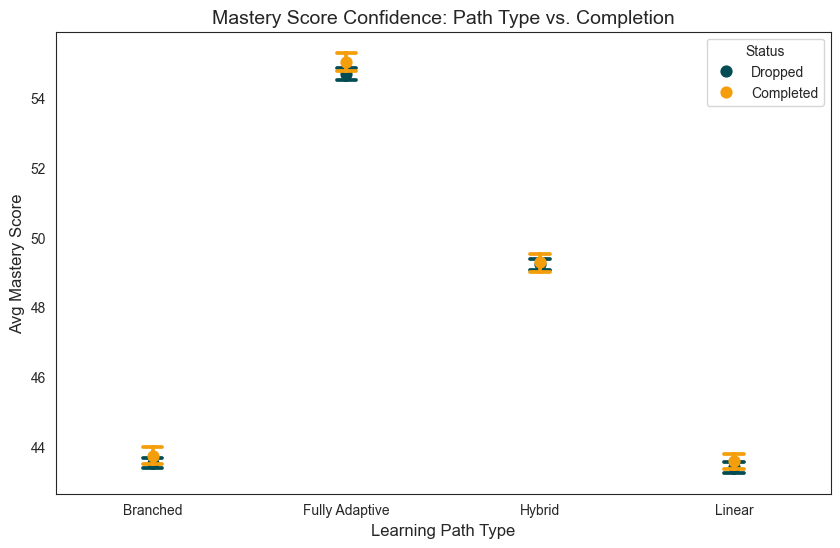 Mastery Score Confidence: Path Type vs. Completion
Status
Dropped
Completed
Avg Mastery Score
54
52
50
48
46
44
Branched
Fully Adaptive
Hybrid
Linear
Learning Path Type